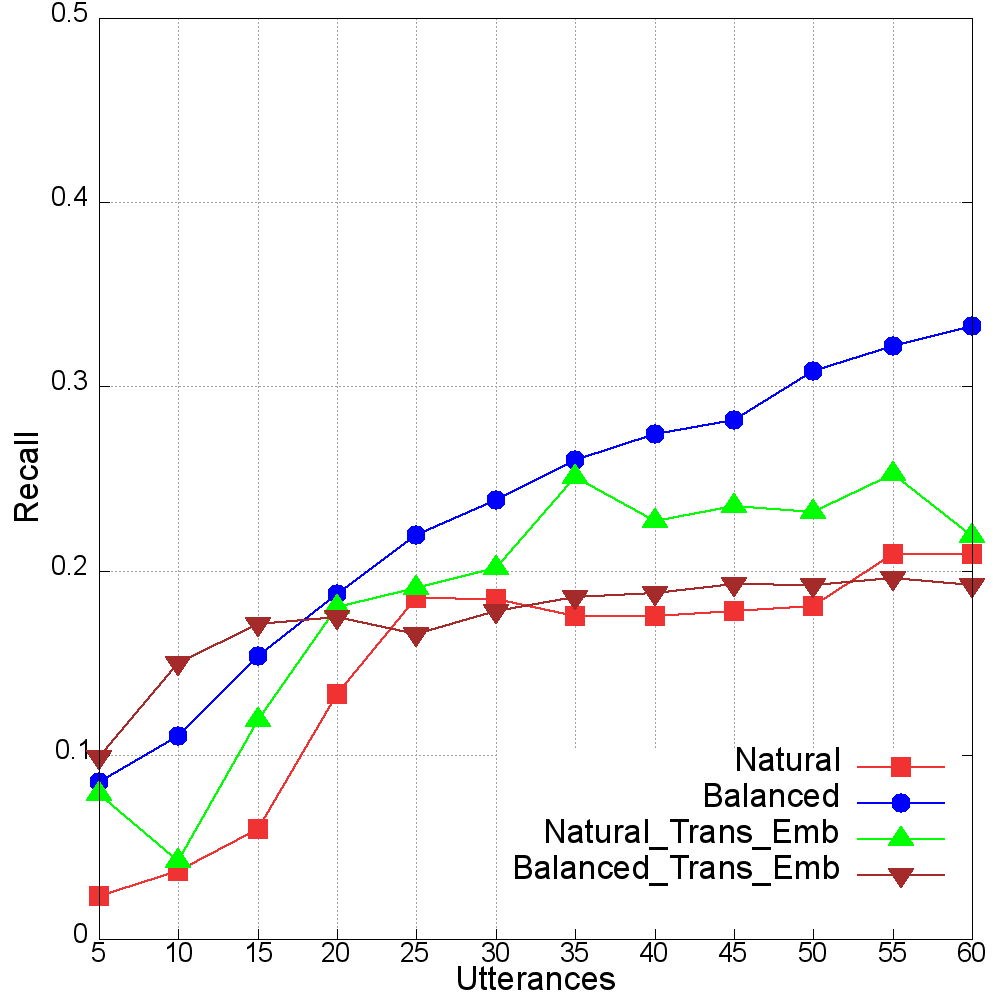 0.5
0.4
0.3
0.2
0.1
0
Recall
5 10 15 20 25 30 35 40 45 50 55 60
Utterances
Natural
Balanced
Natural_Trans_Emb
Balanced_Trans_Emb